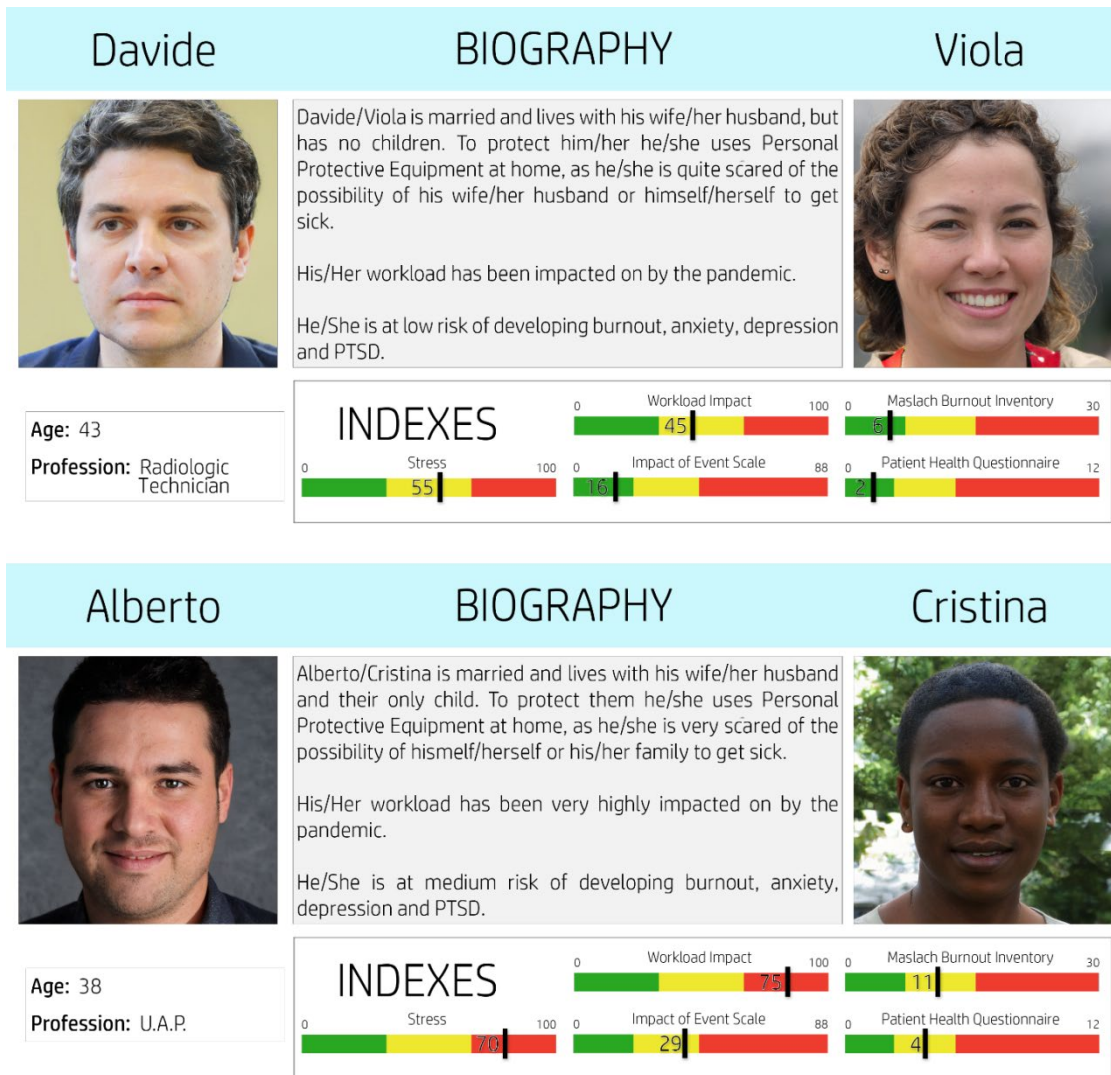 Davide
BIOGRAPHY
Viola
Davide/Viola is married and lives with his wife/her husband, but
has no children. To protect him/her he/she uses Personal
Protective Equipment at home, as he/she is quite scared of the
possibility of his wife/her husband or himself/herself to get
sick.
His/Her workload has been impacted on by the pandemic.
He/She is at low risk of developing burnout, anxiety, depression
and PTSD.
Age: 43
Profession: Radiologic
Technician
INDEXES
0 Workload Impact 100
45
0 Maslach Burnout Inventory 30
6
0 Stress 100
55
0 Impact of Event Scale 88
16
0 Patient Health Questionnaire 12
2
Alberto
BIOGRAPHY
Cristina
Alberto/Cristina is married and lives with his wife/her husband
and their only child. To protect them he/she uses Personal
Protective Equipment at home, as he/she is very scared of the
possibility of hismelf/herself or his/her family to get sick.
His/Her workload has been very highly impacted on by the
pandemic.
He/She is at medium risk of developing burnout, anxiety,
depression and PTSD.
Age: 38
Profession: U.A.P.
INDEXES
0 Workload Impact 100
75
0 Maslach Burnout Inventory 30
11
0 Stress 100
70
0 Impact of Event Scale 88
29
0 Patient Health Questionnaire 12
4